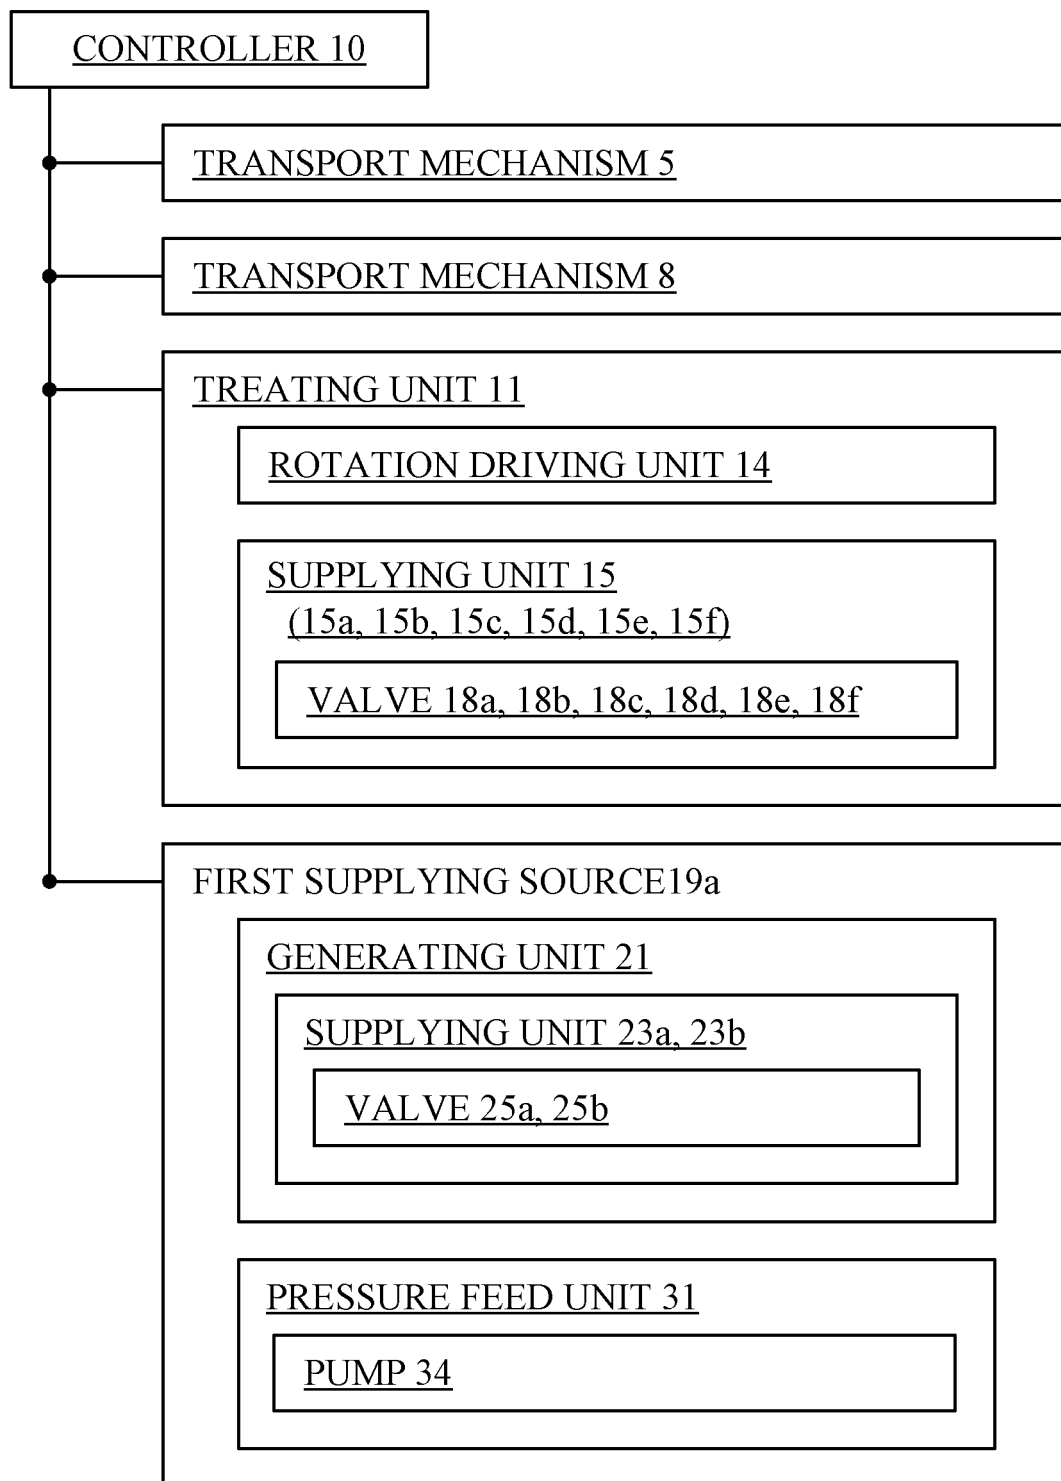 CONTROLLER 10
TRANSPORT MECHANISM 5
TRANSPORT MECHANISM 8
TREATING UNIT 11
ROTATION DRIVING UNIT 14
SUPPLYING UNIT 15
(15a, 15b, 15c, 15d, 15e, 15f)
VALVE 18a, 18b, 18c, 18d, 18e, 18f
FIRST SUPPLYING SOURCE19a
GENERATING UNIT 21
SUPPLYING UNIT 23a, 23b
VALVE 25a, 25b
PRESSURE FEED UNIT 31
PUMP 34